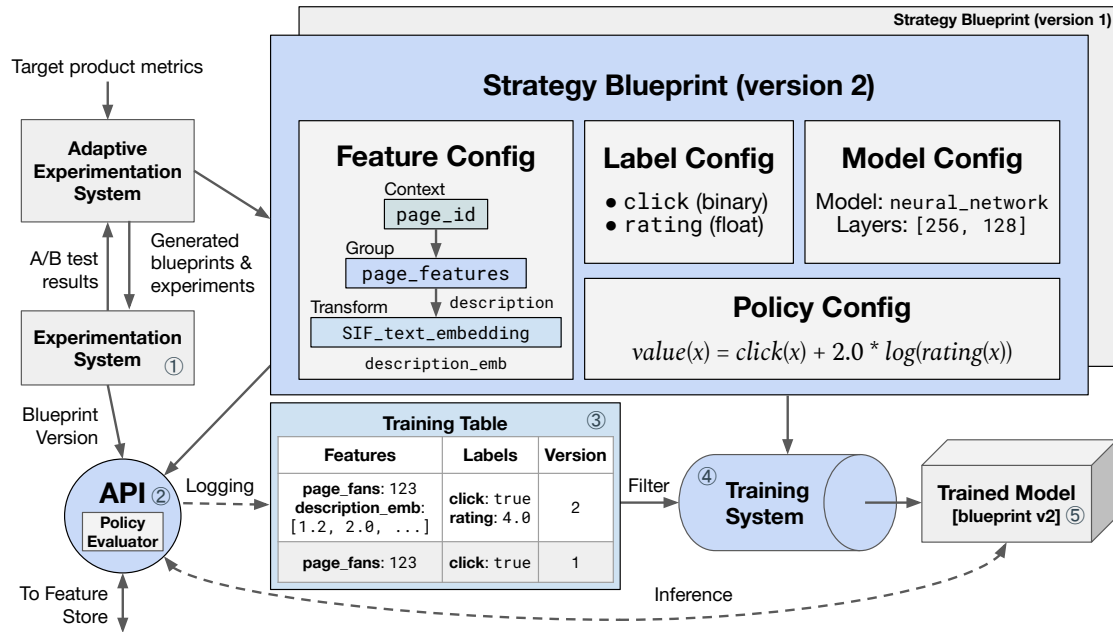 Strategy Blueprint (version 1)
Target product metrics
Strategy Blueprint (version 2)
Adaptive
Experimentation
System
Feature Config
Context
page_id
Group
page_features
description
Transform
SIF_text_embedding
description_emb
Label Config
● click (binary)
● rating (float)
Model Config
Model: neural_network
Layers: [256, 128]
Policy Config
value(x) = click(x) + 2.0 * log(rating(x))
A/B test
results
Generated
blueprints &
experiments
Experimentation
System
①
Blueprint
Version
API ②
Policy
Evaluator
To Feature
Store
Logging
Training Table ③
Features Labels Version
page_fans: 123
description_emb:
[1.2, 2.0, ...]
click: true
rating: 4.0
2
page_fans: 123 click: true 1
Filter
④ Training
System
Trained Model
[blueprint v2] ⑤
Inference